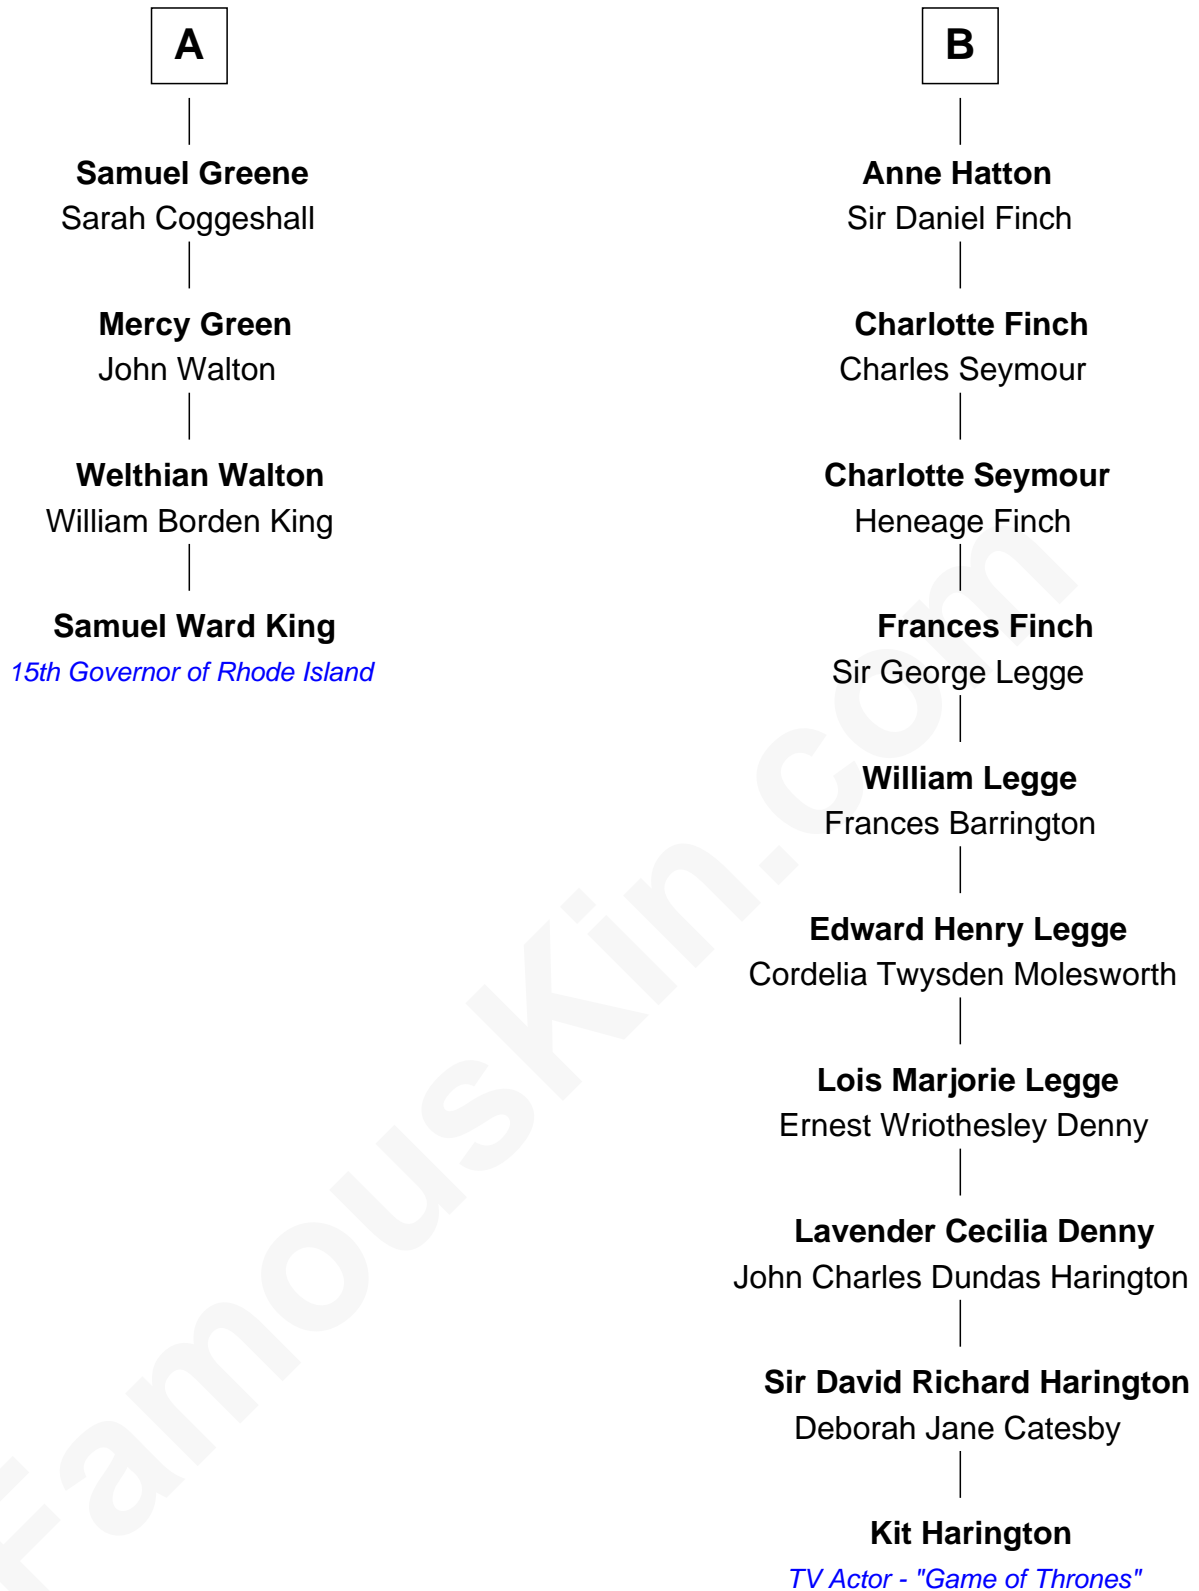 A
Samuel Greene
Sarah Coggeshall
Mercy Green
John Walton
Welthian Walton
William Borden King
Samuel Ward King
15th Governor of Rhode Island
B
Anne Hatton
Sir Daniel Finch
Charlotte Finch
Charles Seymour
Charlotte Seymour
Heneage Finch
Frances Finch
Sir George Legge
William Legge
Frances Barrington
Edward Henry Legge
Cordelia Twysden Molesworth
Lois Marjorie Legge
Ernest Wriothesley Denny
Lavender Cecilia Denny
John Charles Dundas Harington
Sir David Richard Harington
Deborah Jane Catesby
Kit Harington
TV Actor - "Game of Thrones"
FamousKin.com